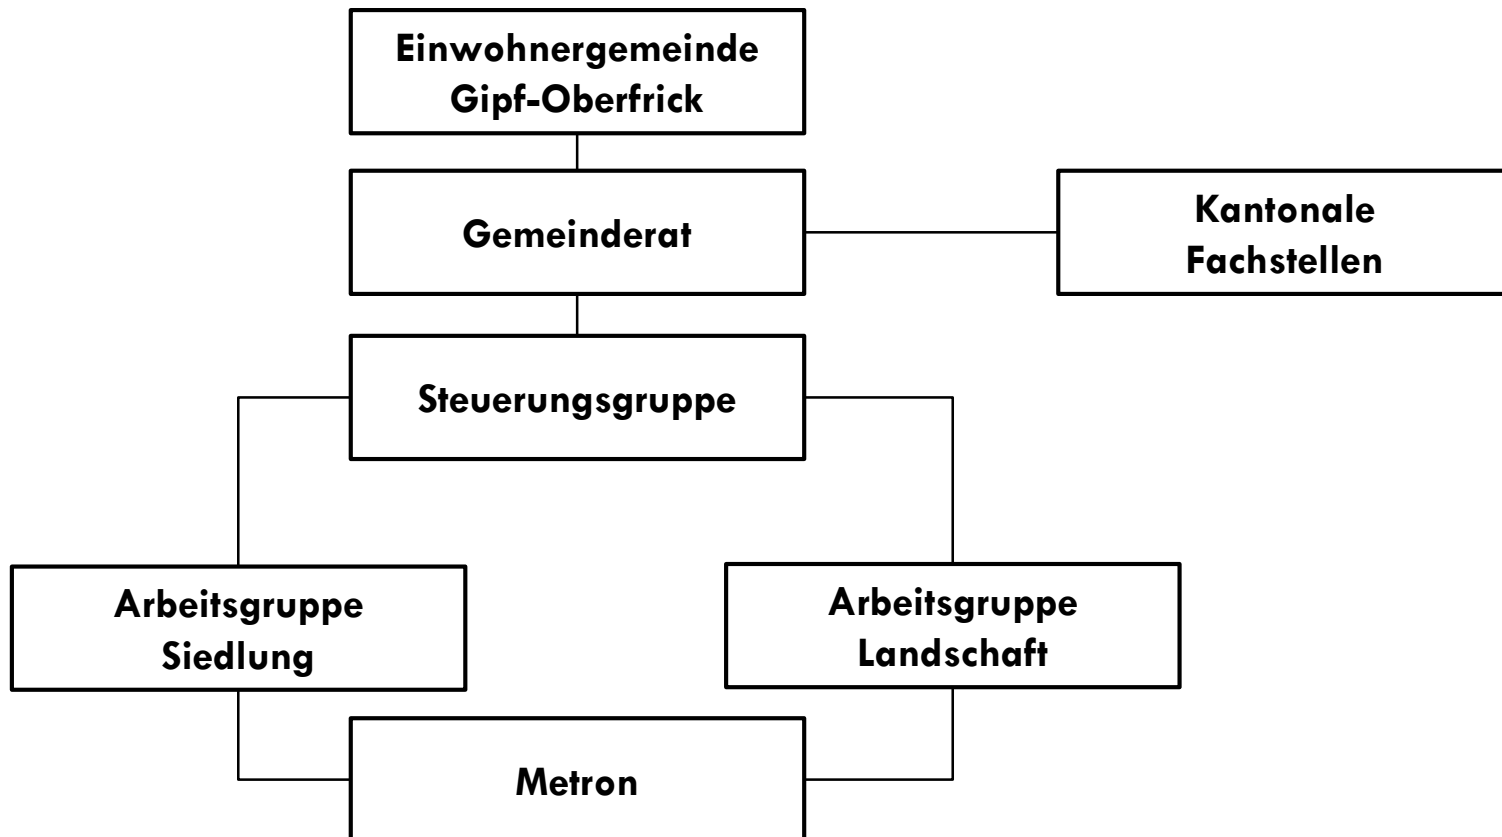 Einwohnergemeinde
Gipf-Oberfrick
Gemeinderat
Kantonale
Fachstellen
Steuerungsgruppe
Arbeitsgruppe
Siedlung
Arbeitsgruppe
Landschaft
Metron